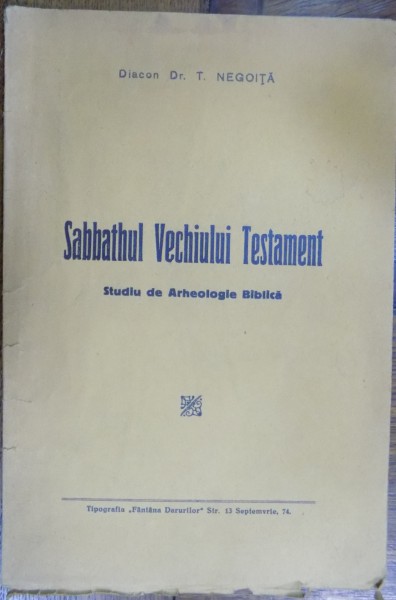 Diacon Dr. T. NEGOIŢĂ
Sabbathul Vechiului Testament
Studiu de Arheologie Biblică
Tipografia „Fântâna Darurilor" Str. 13 Septemvrie, 74.